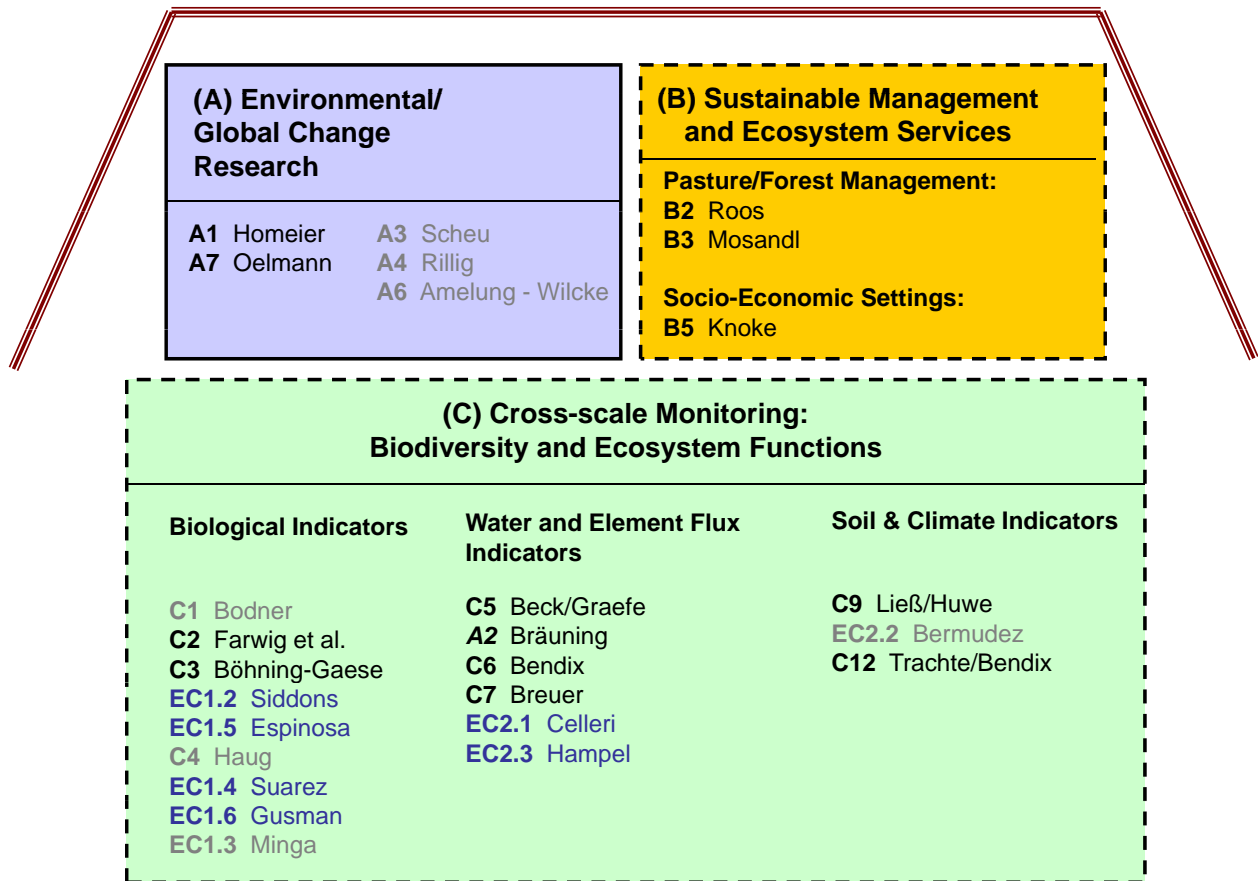 (A) Environmental/
Global Change
Research
A1 Homeier
A7 Oelmann
A3 Scheu
A4 Rillig
A6 Amelung - Wilcke
(B) Sustainable Management
and Ecosystem Services
Pasture/Forest Management:
B2 Roos
B3 Mosandl
Socio-Economic Settings:
B5 Knoke
(C) Cross-scale Monitoring:
Biodiversity and Ecosystem Functions
Biological Indicators
C1 Bodner
C2 Farwig et al.
C3 Böhning-Gaese
EC1.2 Siddons
EC1.5 Espinosa
C4 Haug
EC1.4 Suarez
EC1.6 Gusman
EC1.3 Minga
Water and Element Flux
Indicators
C5 Beck/Graefe
A2 Bräuning
C6 Bendix
C7 Breuer
EC2.1 Celleri
EC2.3 Hampel
Soil & Climate Indicators
C9 Ließ/Huwe
EC2.2 Bermudez
C12 Trachte/Bendix